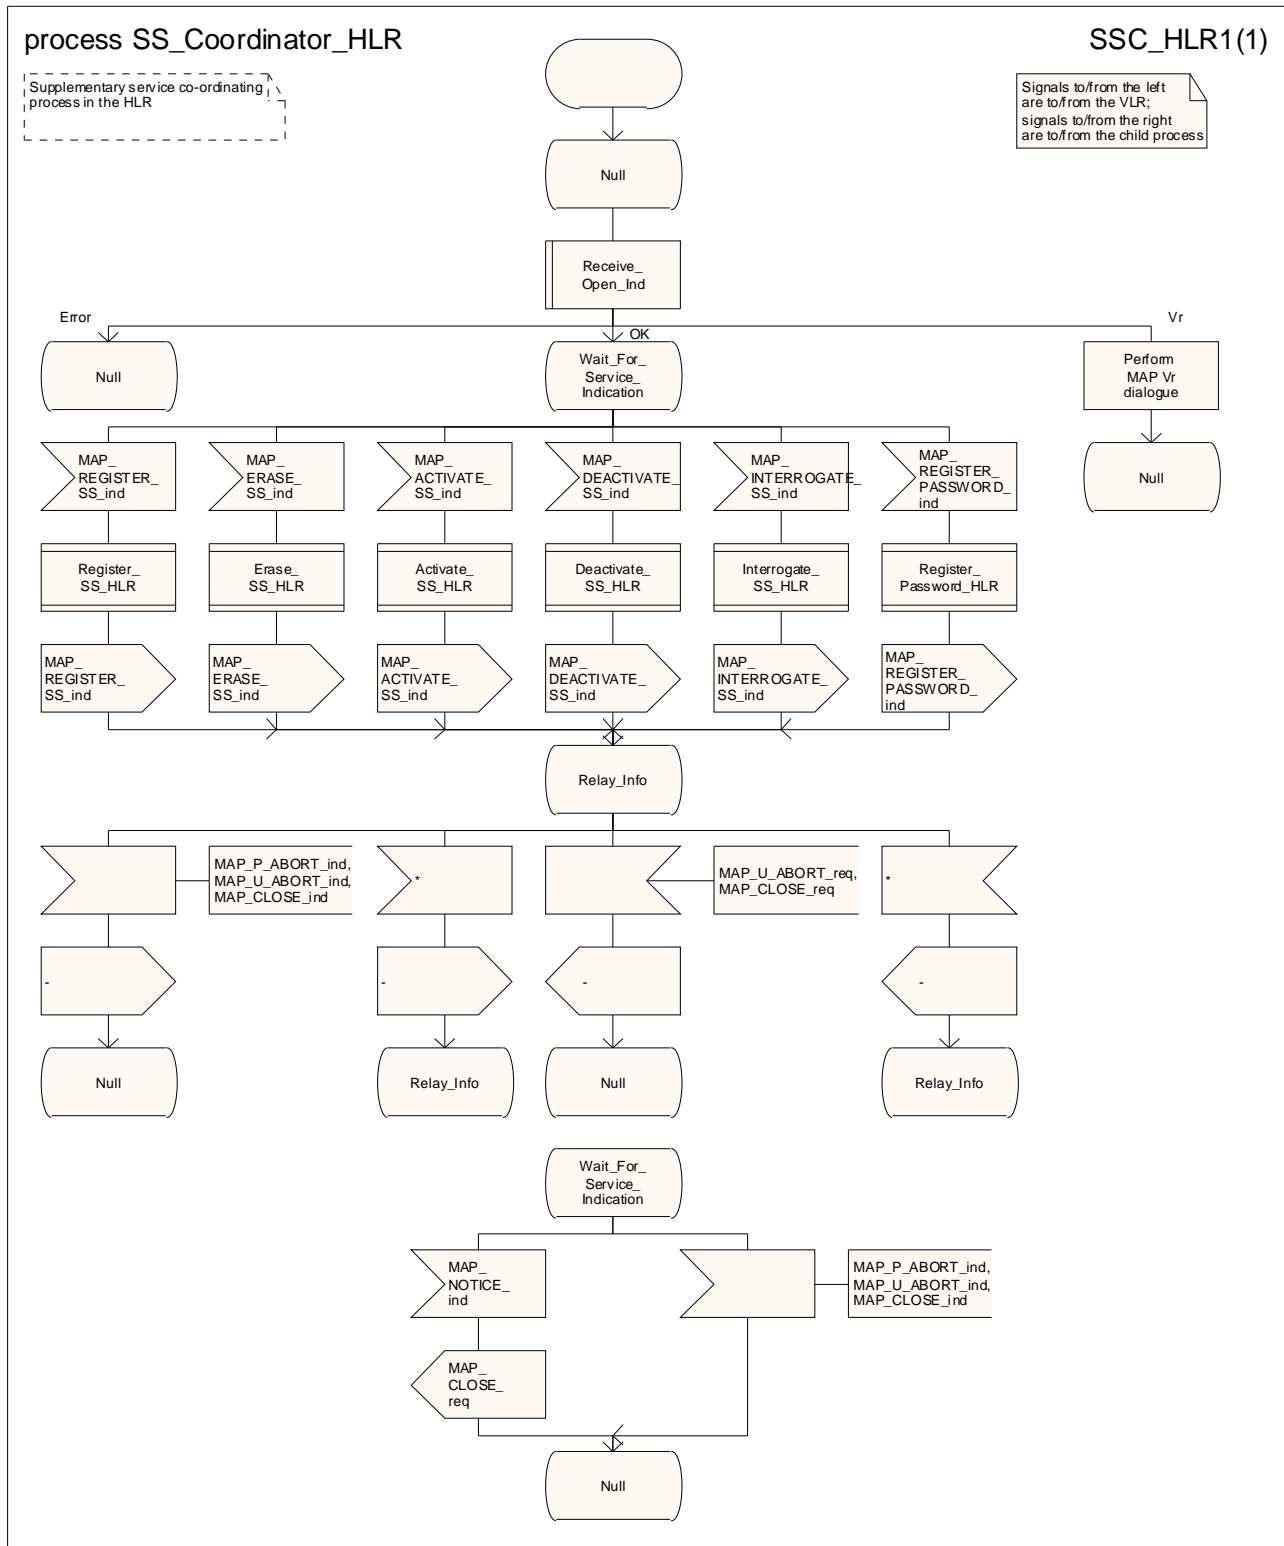 process SS_Coordinator_HLR
SSC_HLR1(1)
Supplementary service co-ordinating
process in the HLR
Signals to/from the left
are to/from the VLR;
signals to/from the right
are to/from the child process
Null
Receive_
Open_Ind
Error
OK
Vr
Null
Wait_For_
Service_
Indication
Perform
MAP Vr
dialogue
MAP_
REGISTER_
SS_ind
MAP_
ERASE_
SS_ind
MAP_
ACTIVATE_
SS_ind
MAP_
DEACTIVATE_
SS_ind
MAP_
INTERROGATE_
SS_ind
MAP_
REGISTER_
PASSWORD_
ind
Null
Register_
SS_HLR
Erase_
SS_HLR
Activate_
SS_HLR
Deactivate_
SS_HLR
Interrogate_
SS_HLR
Register_
Password_HLR
MAP_
REGISTER_
SS_ind
MAP_
ERASE_
SS_ind
MAP_
ACTIVATE_
SS_ind
MAP_
DEACTIVATE_
SS_ind
MAP_
INTERROGATE_
SS_ind
MAP_
REGISTER_
PASSWORD_
ind
Relay_Info
MAP_P_ABORT_ind,
MAP_U_ABORT_ind,
MAP_CLOSE_ind
*
MAP_U_ABORT_req,
MAP_CLOSE_req
*
-
-
-
-
Null
Relay_Info
Null
Relay_Info
Wait_For_
Service_
Indication
MAP_
NOTICE_
ind
MAP_P_ABORT_ind,
MAP_U_ABORT_ind,
MAP_CLOSE_ind
MAP_
CLOSE_
req
Null